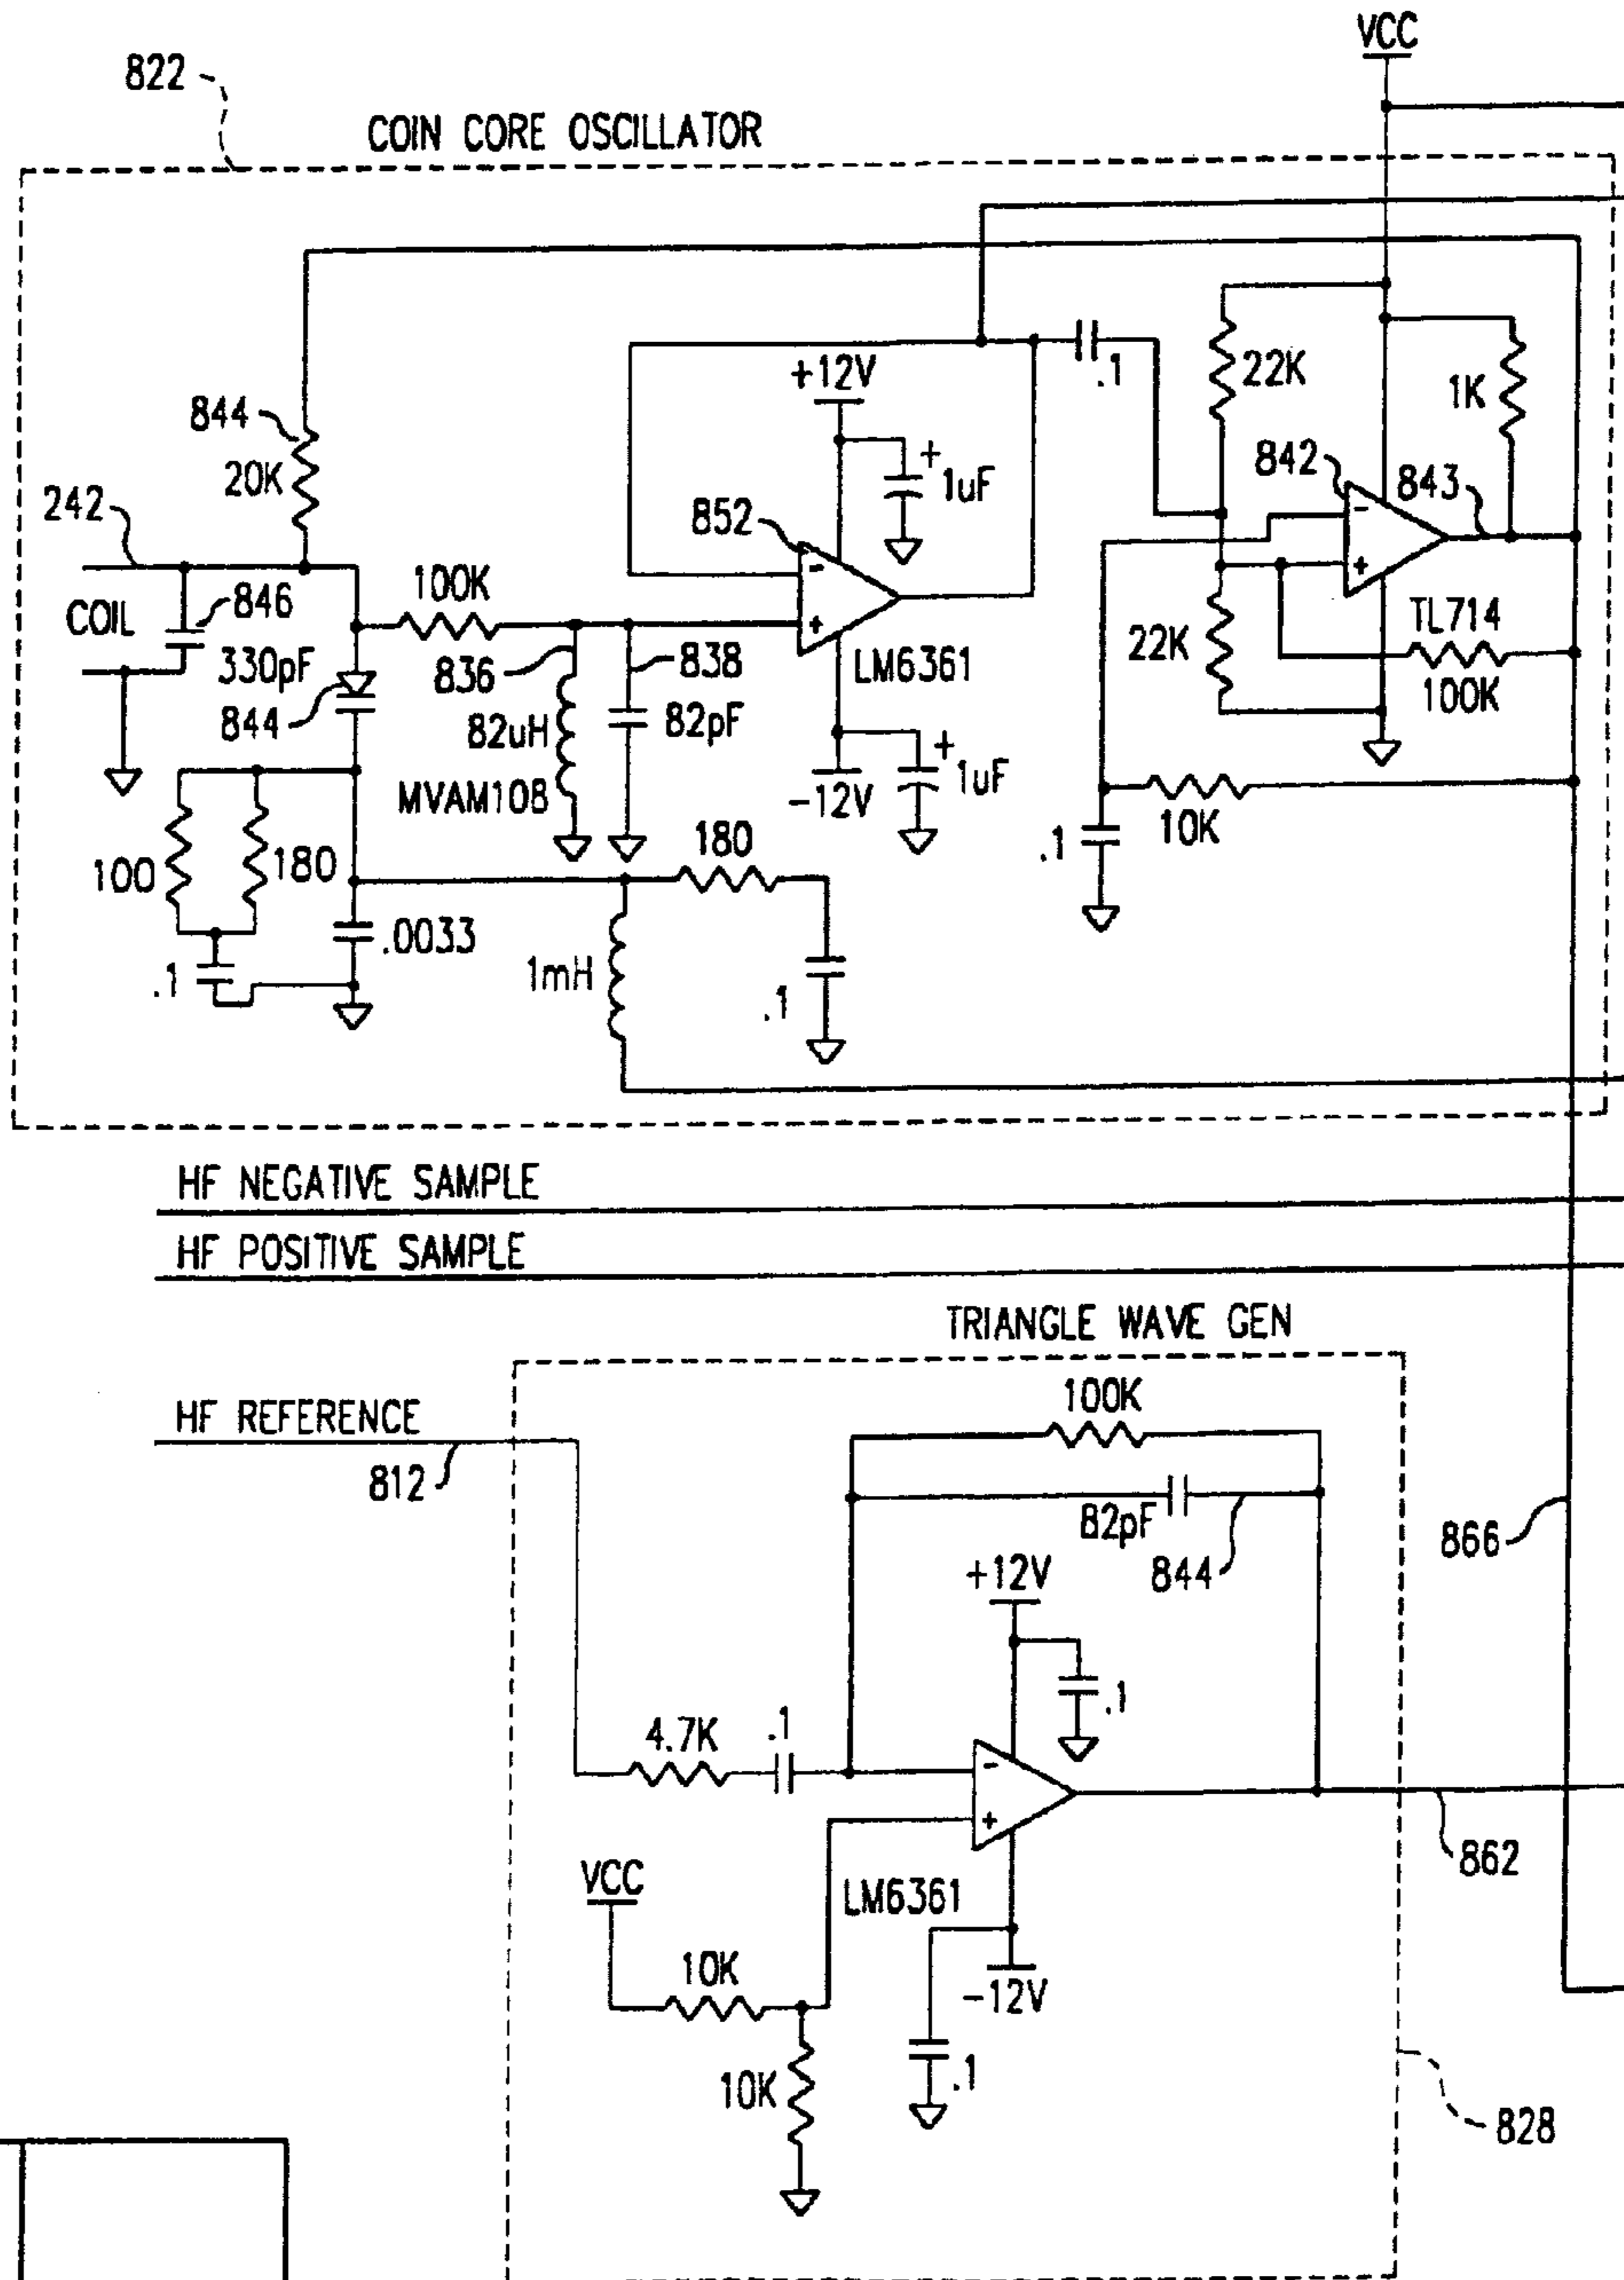 VCC
822
COIN CORE OSCILLATOR
+12V
.1
22K
1K
844
20K
+
1uF
842
843
242
852
-
-
+
100K
846
COIL
+
TL714
330pF
836
838
LM6361
22K
100K
844
82uH
82pF
+
1uF
MVAM108
-12V
10K
.1
100
180
180
.0033
1mH
.1
.1
HF NEGATIVE SAMPLE
HF POSITIVE SAMPLE
TRIANGLE WAVE GEN
HF REFERENCE
100K
812
82pF
844
866
+12V
.1
4.7K
.1
-
+
862
VCC
LM6361
10K
-12V
10K
.1
828